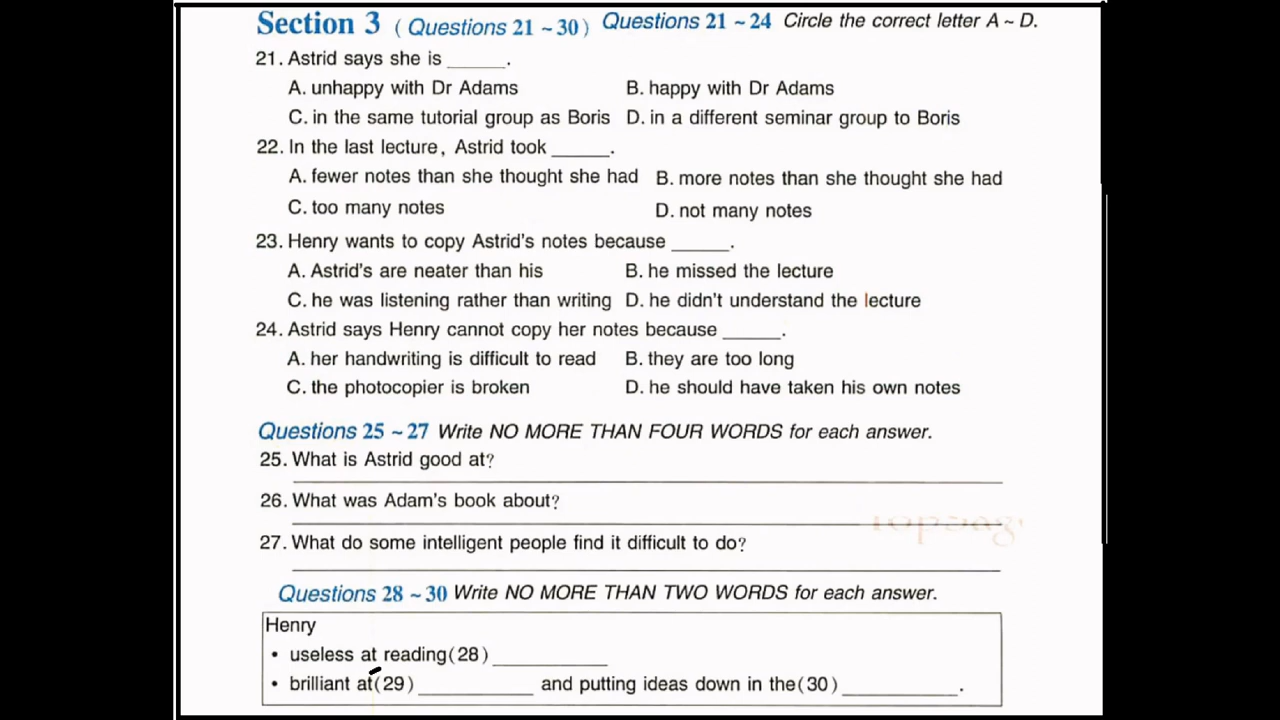 Section 3 ( Questions 21 ~ 30 ) Questions 21 ~ 24 Circle the correct letter A ~ D.
21. Astrid says she is _____ .
A. unhappy with Dr Adams B. happy with Dr Adams
C. in the same tutorial group as Boris D. in a different seminar group to Boris
22. In the last lecture, Astrid took _____ .
A. fewer notes than she thought she had B. more notes than she thought she had
C. too many notes D. not many notes
23. Henry wants to copy Astrid's notes because _____ .
A. Astrid's are neater than his B. he missed the lecture
C. he was listening rather than writing D. he didn't understand the lecture
24. Astrid says Henry cannot copy her notes because _____ .
A. her handwriting is difficult to read B. they are too long
C. the photocopier is broken D. he should have taken his own notes
Questions 25 ~ 27 Write NO MORE THAN FOUR WORDS for each answer.
25. What is Astrid good at?
26. What was Adam's book about?
27. What do some intelligent people find it difficult to do?
Questions 28 ~ 30 Write NO MORE THAN TWO WORDS for each answer.
Henry
• useless at reading (28) __________
• brilliant at (29) __________ and putting ideas down in the (30) __________ .